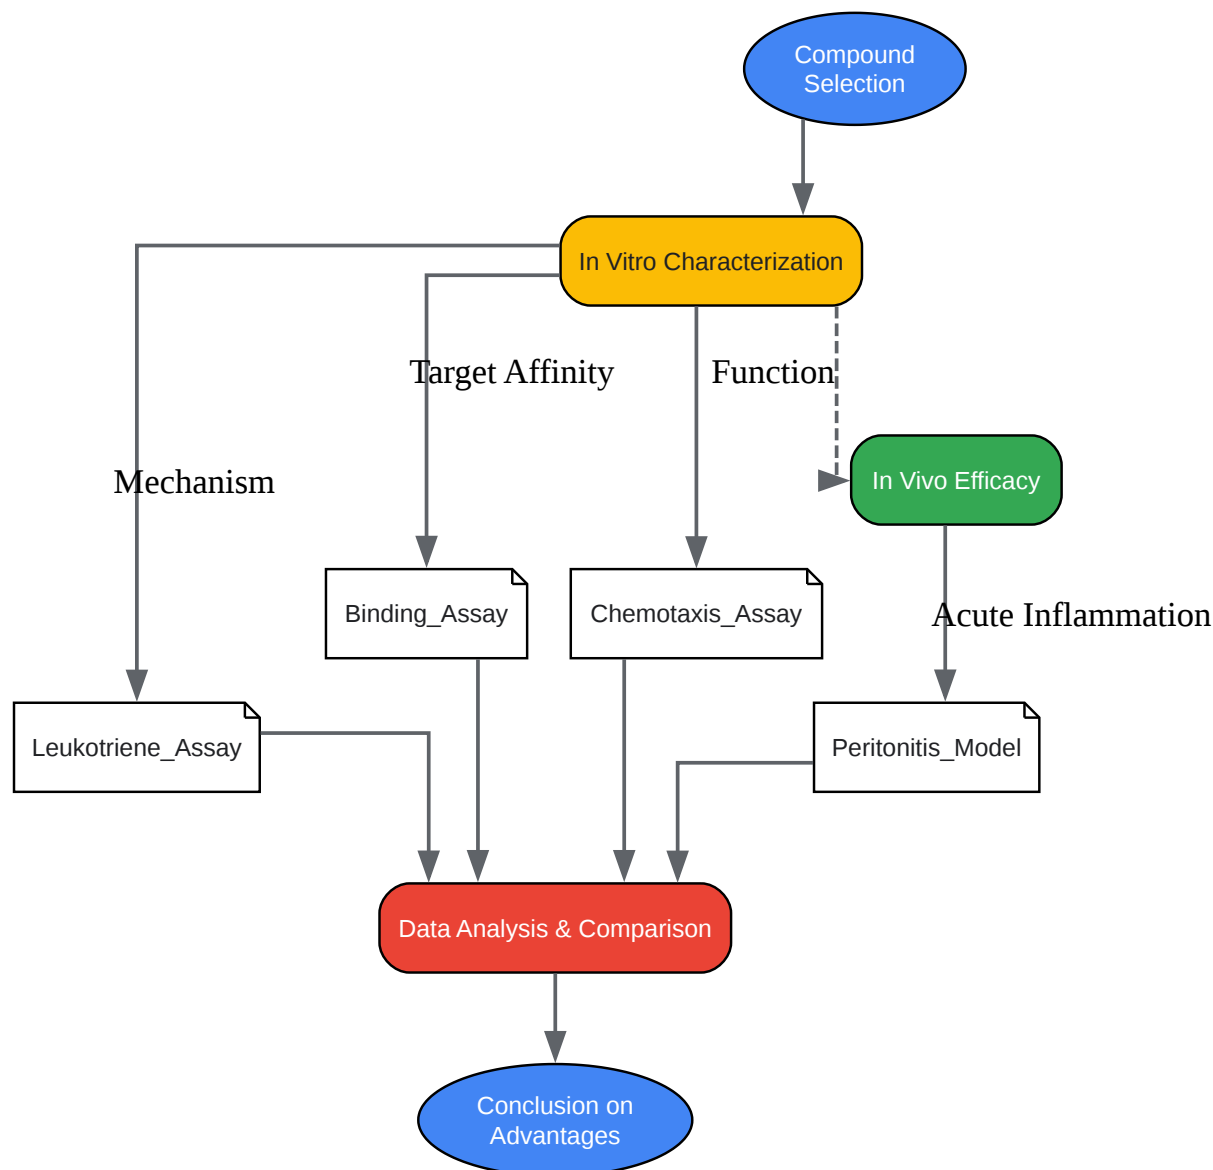 Compound
Selection
In Vitro Characterization
Target Affinity
Function
Mechanism
In Vivo Efficacy
Binding_Assay
Chemotaxis_Assay
Acute Inflammation
Leukotriene_Assay
Peritonitis_Model
Data Analysis & Comparison
Conclusion on
Advantages